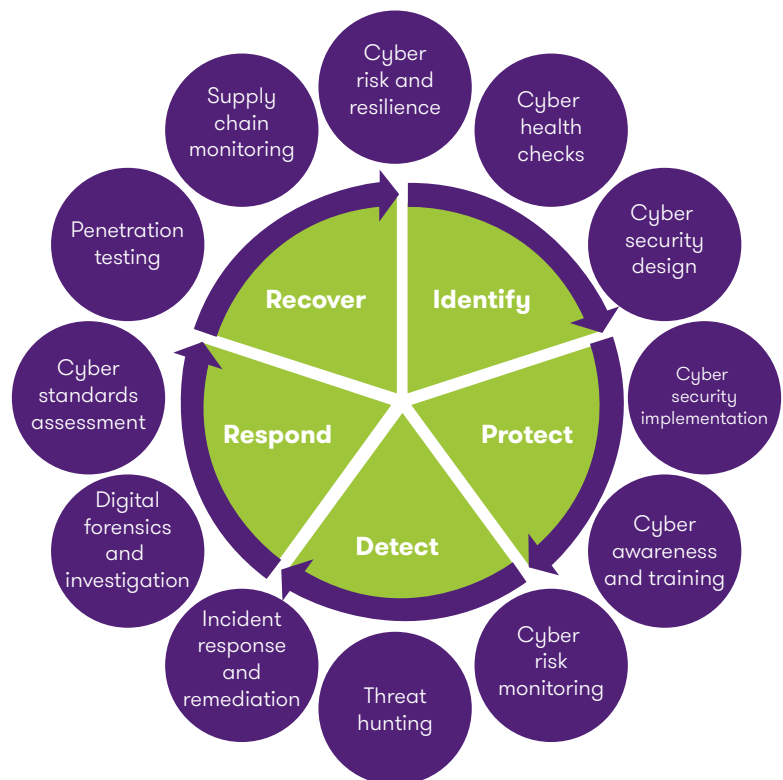 Cyber
risk and
resilience
Cyber
health
checks
Cyber
security
design
Cyber
security
implementation
Cyber
awareness
and training
Cyber
risk
monitoring
Threat
hunting
Incident
response
and
remediation
Digital
forensics
and
investigation
Cyber
standards
assessment
Penetration
testing
Supply
chain
monitoring
Identify
Protect
Detect
Respond
Recover